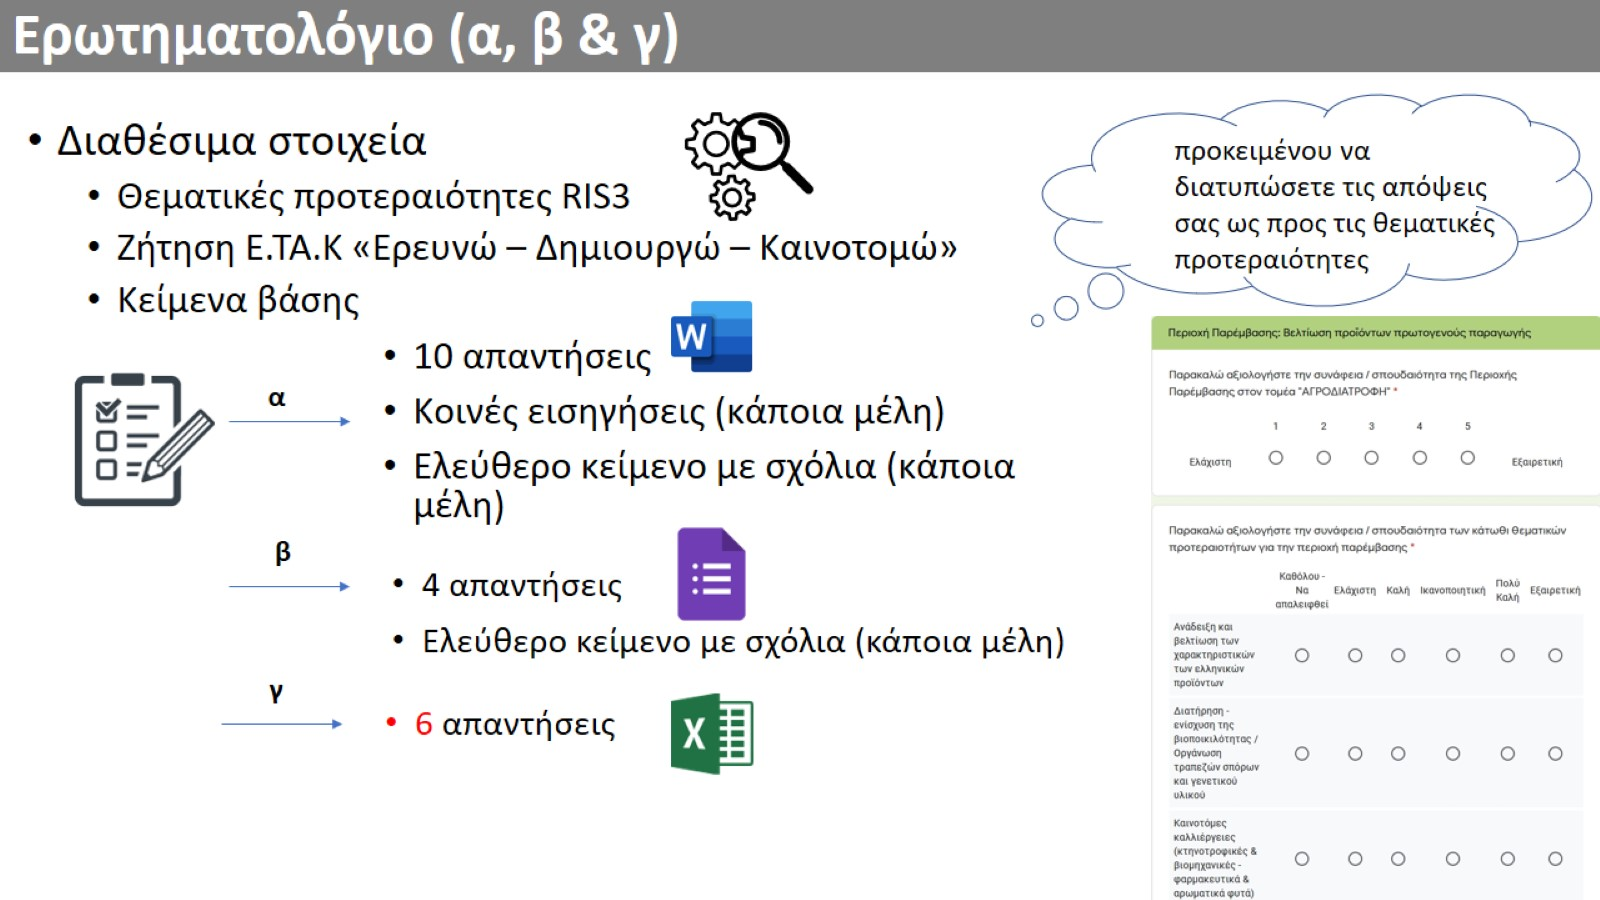 Ερωτηματολόγιο (α, β & γ)
• Διαθέσιμα στοιχεία
• Θεματικές προτεραιότητες RIS3
• Ζήτηση Ε.ΤΑ.Κ «Ερευνώ – Δημιουργώ – Καινοτομώ»
• Κείμενα βάσης
προκειμένου να
διατυπώσετε τις απόψεις
σας ως προς τις θεματικές
προτεραιότητες
α
• 10 απαντήσεις
W
• Κοινές εισηγήσεις (κάποια μέλη)
• Ελεύθερο κείμενο με σχόλια (κάποια
μέλη)
β
• 4 απαντήσεις
• Ελεύθερο κείμενο με σχόλια (κάποια μέλη)
γ
• 6 απαντήσεις
X
Περιοχή Παρέμβασης: Βελτίωση προϊόντων πρωτογενούς παραγωγής
Παρακαλώ αξιολογήστε την συνάφεια / σπουδαιότητα της Περιοχής
Παρέμβασης στον τομέα "ΑΓΡΟΔΙΑΤΡΟΦΗ" *
1 2 3 4 5
Ελάχιστη Εξαιρετική
Παρακαλώ αξιολογήστε την συνάφεια / σπουδαιότητα των κάτωθι θεματικών
προτεραιοτήτων για την περιοχή παρέμβασης *
Καθόλου -
Να
απαλειφθεί
Ελάχιστη
Καλή
Ικανοποιητική
Πολύ
Καλή
Εξαιρετική
Ανάδειξη και
βελτίωση των
χαρακτηριστικών
των ελληνικών
προϊόντων
Διατήρηση -
ενίσχυση της
βιοποικιλότητας /
Οργάνωση
τραπεζών σπόρων
και γενετικού
υλικού
Καινοτόμες
καλλιέργειες
(κτηνοτροφικές &
βιομηχανικές -
φαρμακευτικά &
αρωματικά φυτά)